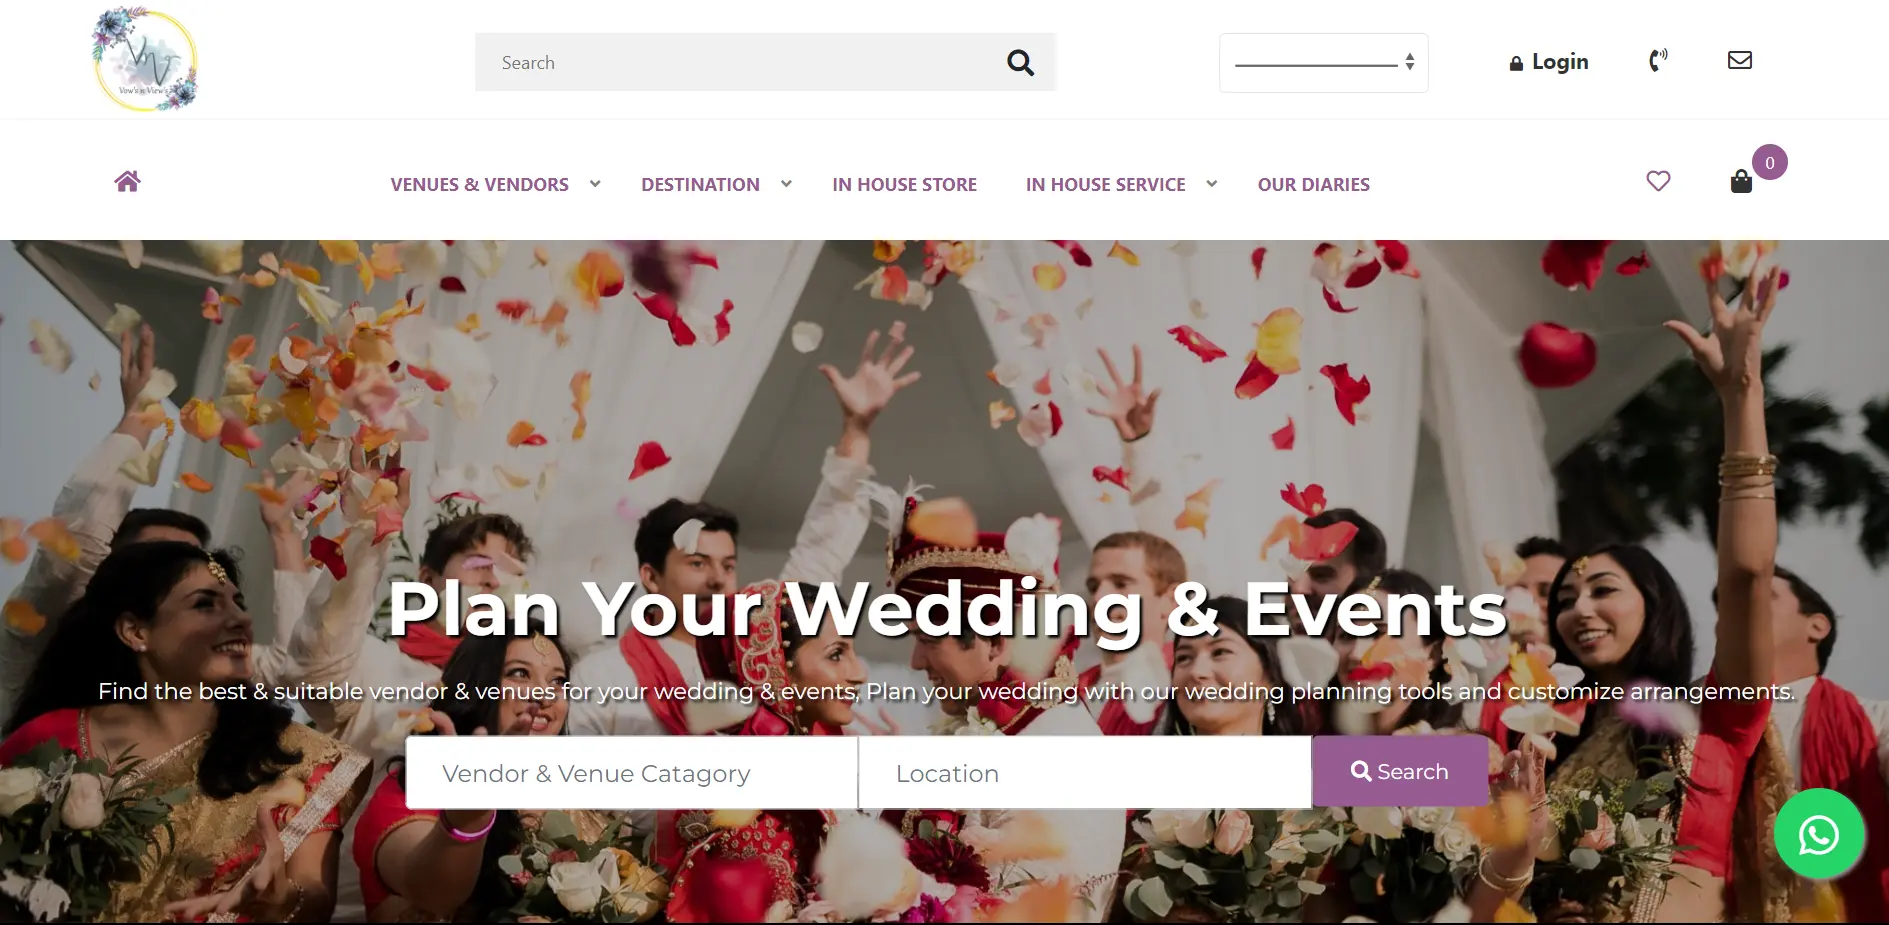 VnV
Vow's n View's
Search
Login
VENUES & VENDORS
DESTINATION
IN HOUSE STORE
IN HOUSE SERVICE
OUR DIARIES
0
Plan Your Wedding & Events
Find the best & suitable vendor & venues for your wedding & events, Plan your wedding with our wedding planning tools and customize arrangements.
Vendor & Venue Catagory
Location
Search